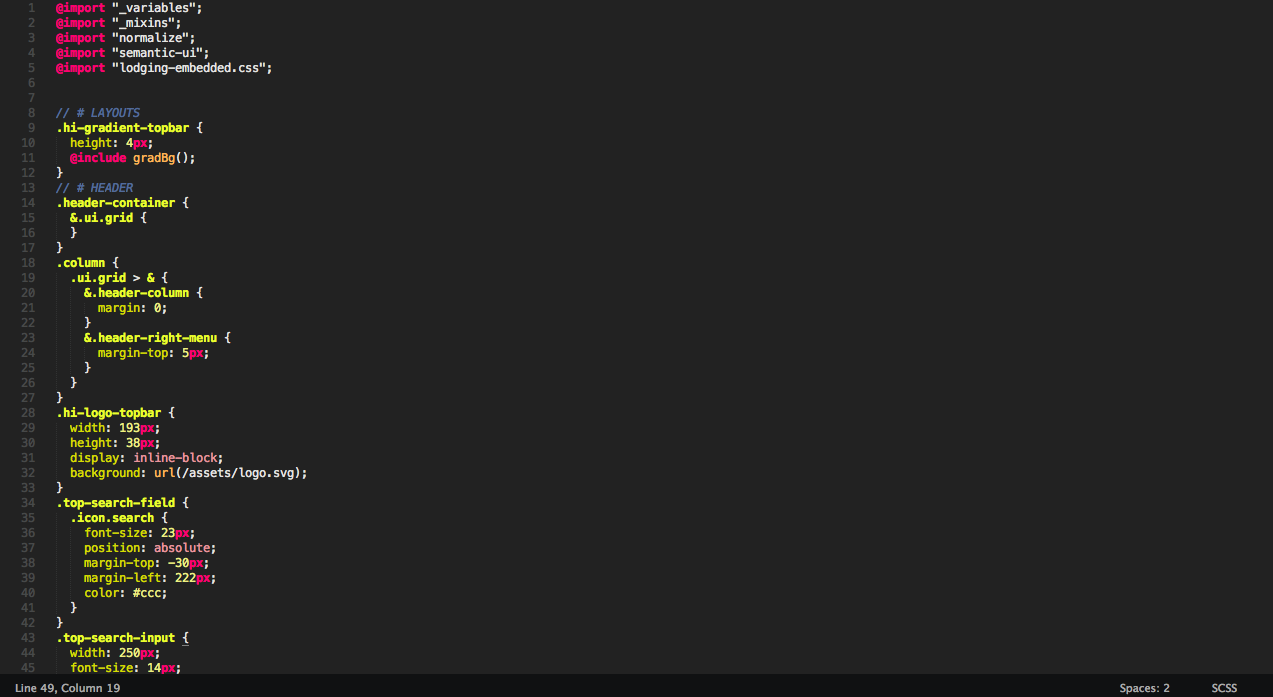 1 @import "_variables";
2 @import "_mixins";
3 @import "normalize";
4 @import "semantic-ui";
5 @import "lodging-embedded.css";
6
7
8 // # LAYOUTS
9 .hi-gradient-topbar {
10   height: 4px;
11   @include gradBg();
12 }
13 // # HEADER
14 .header-container {
15   &.ui.grid {
16   }
17 }
18 .column {
19   .ui.grid > & {
20     &.header-column {
21       margin: 0;
22     }
23     &.header-right-menu {
24       margin-top: 5px;
25     }
26   }
27 }
28 .hi-logo-topbar {
29   width: 193px;
30   height: 38px;
31   display: inline-block;
32   background: url(/assets/logo.svg);
33 }
34 .top-search-field {
35   .icon.search {
36     font-size: 23px;
37     position: absolute;
38     margin-top: -30px;
39     margin-left: 222px;
40     color: #ccc;
41   }
42 }
43 .top-search-input {
44   width: 250px;
45   font-size: 14px;
Line 49, Column 19 Spaces: 2 SCSS